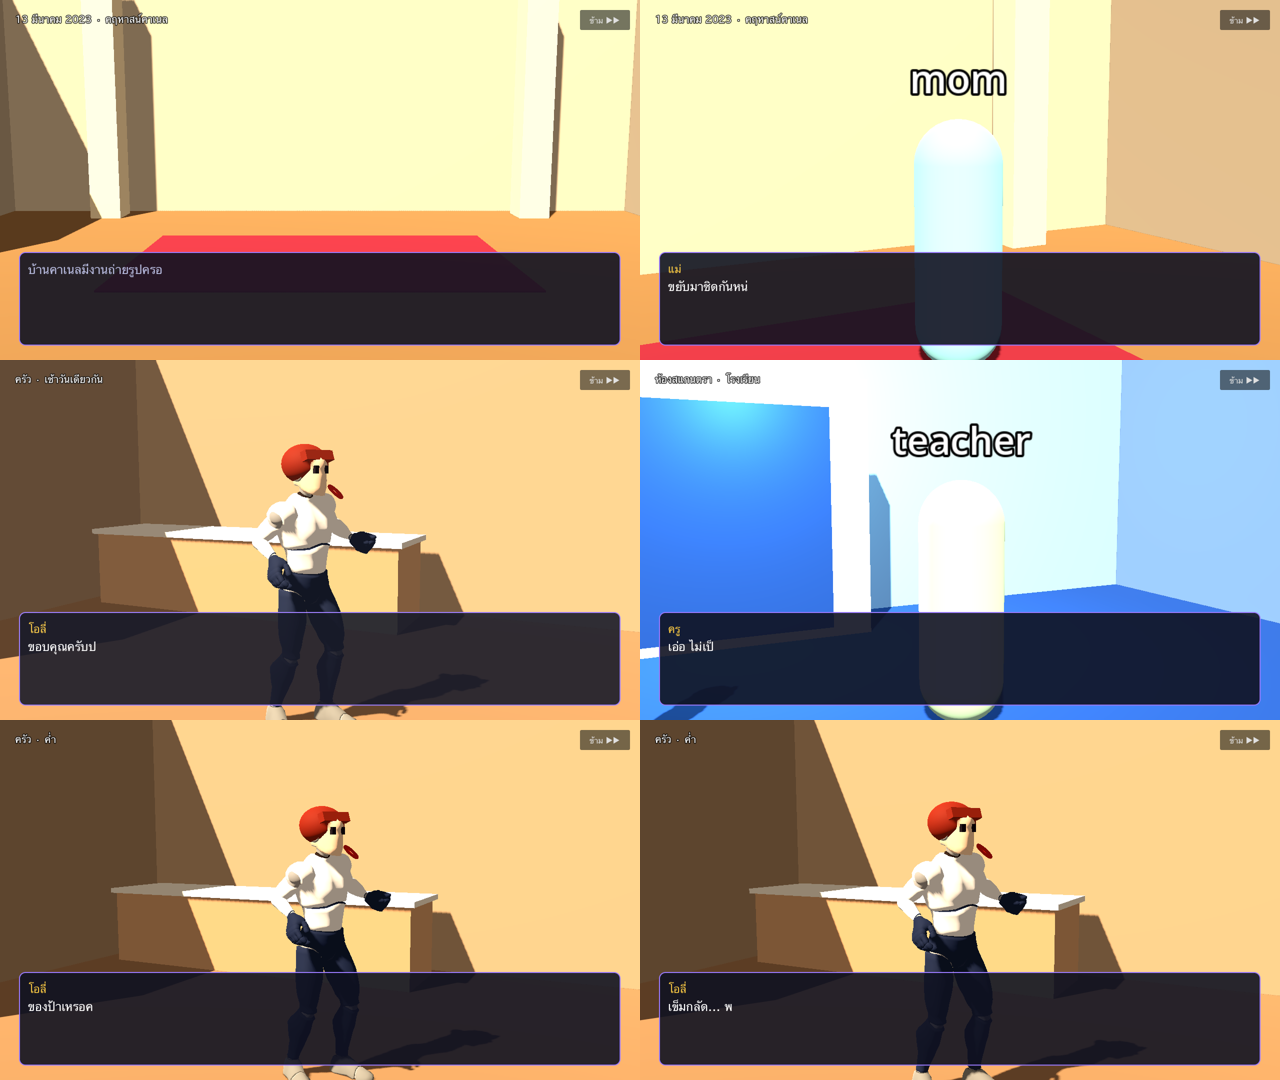 13 มีนาคม 2023 · คฤหาสน์คาเนล
ข้าม ▶▶
บ้านคาเนลมีงานถ่ายรูปครอ
13 มีนาคม 2023 · คฤหาสน์คาเนล
ข้าม ▶▶
mom
แม่
ขยับมาชิดกันหน่
ครัว · เช้าวันเดียวกัน
ข้าม ▶▶
โอลี่
ขอบคุณครับป
ห้องสแกนดรา · โรงเรียน
ข้าม ▶▶
teacher
ครู
เอ่อ ไม่เป็
ครัว · ค่ำ
ข้าม ▶▶
โอลี่
ของป้าเหรอค
ครัว · ค่ำ
ข้าม ▶▶
โอลี่
เข็มกลัด... พ